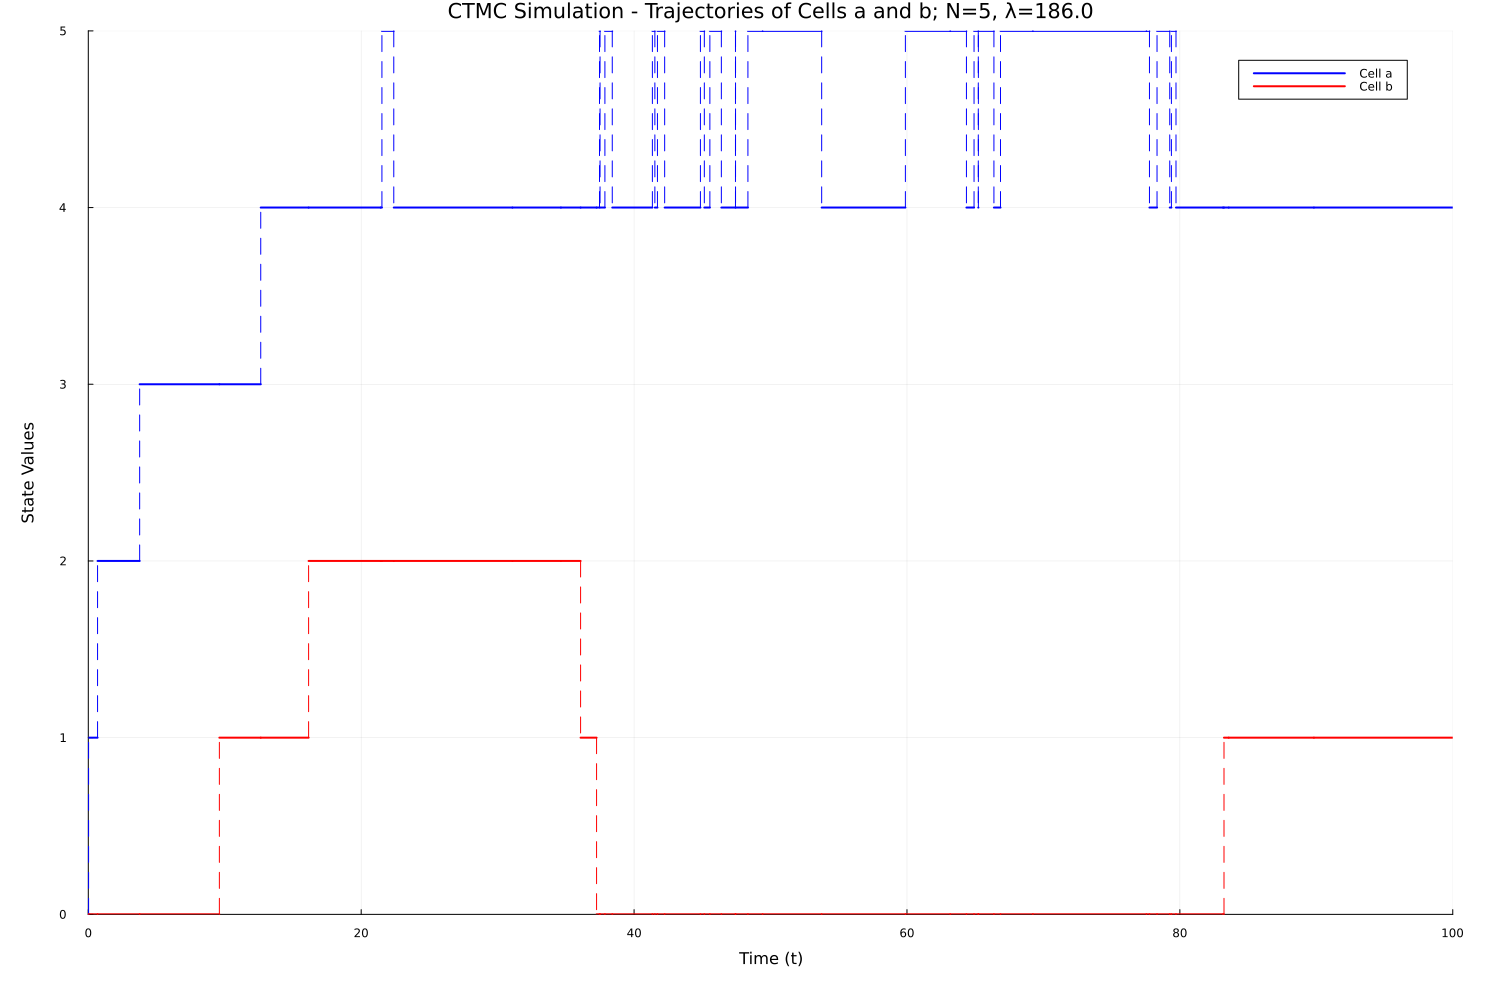 CTMC Simulation - Trajectories of Cells a and b; N=5, λ=186.0
5
Cell a
Cell b
4
3
State Values
2
1
0
0 20 40 60 80 100
Time (t)